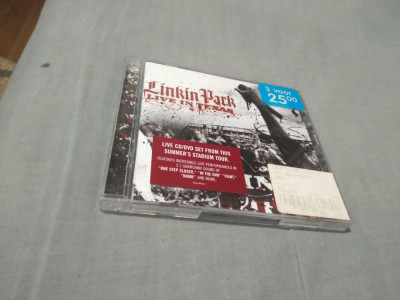 3 voor
25.00
Linkin Park
LIVE IN TEXAS
LIVE CD/DVD SET FROM THIS
SUMMER'S STADIUM TOUR.
FEATURES INCREDIBLE LIVE PERFORMANCES IN
5.1 SURROUND SOUND OF
"ONE STEP CLOSER," "IN THE END" "FAINT,"
"NUMB" AND MORE.